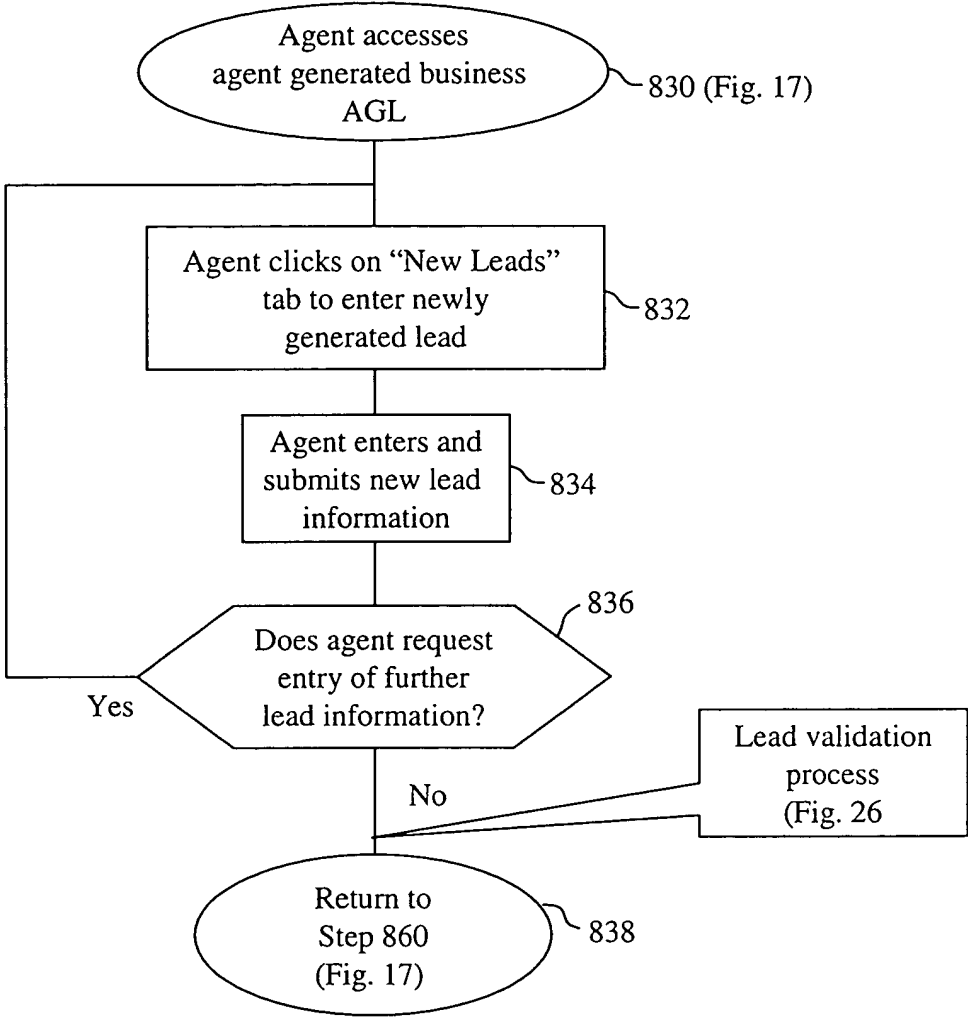 Agent accesses
agent generated business
AGL
830 (Fig. 17)
Agent clicks on “New Leads”
tab to enter newly
generated lead
832
Agent enters and
submits new lead
information
834
836
Does agent request
entry of further
lead information?
Yes
No
Lead validation
process
(Fig. 26
Return to
Step 860
(Fig. 17)
838